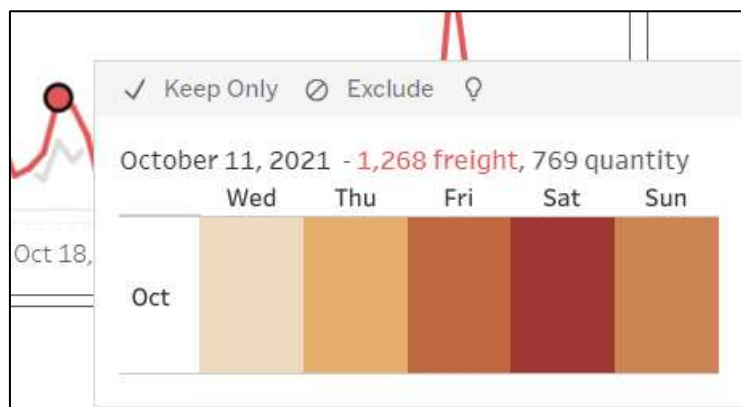 Keep Only Exclude
October 11, 2021 - 1,268 freight, 769 quantity
Wed Thu Fri Sat Sun
Oct 18,
Oct